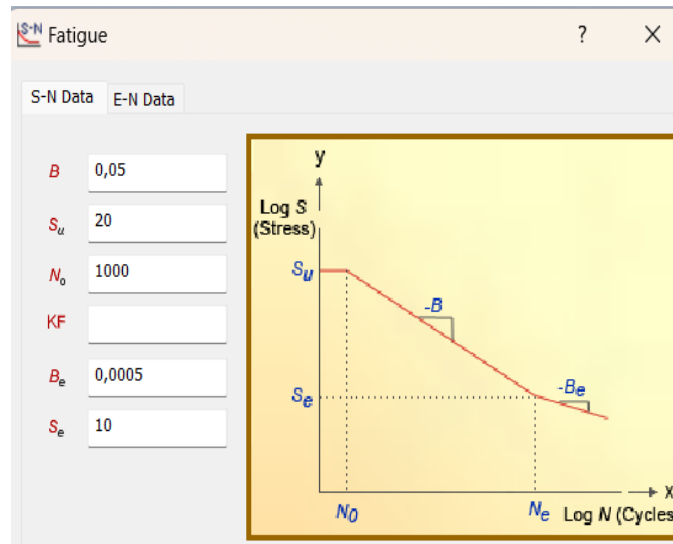 S-N Fatigue ? X
S-N Data E-N Data
B 0,05
Su 20
No 1000
KF
Be 0,0005
Se 10
y
Log S
(Stress)
Su
-B
Se
-Be
x
N0 Ne Log N (Cycles